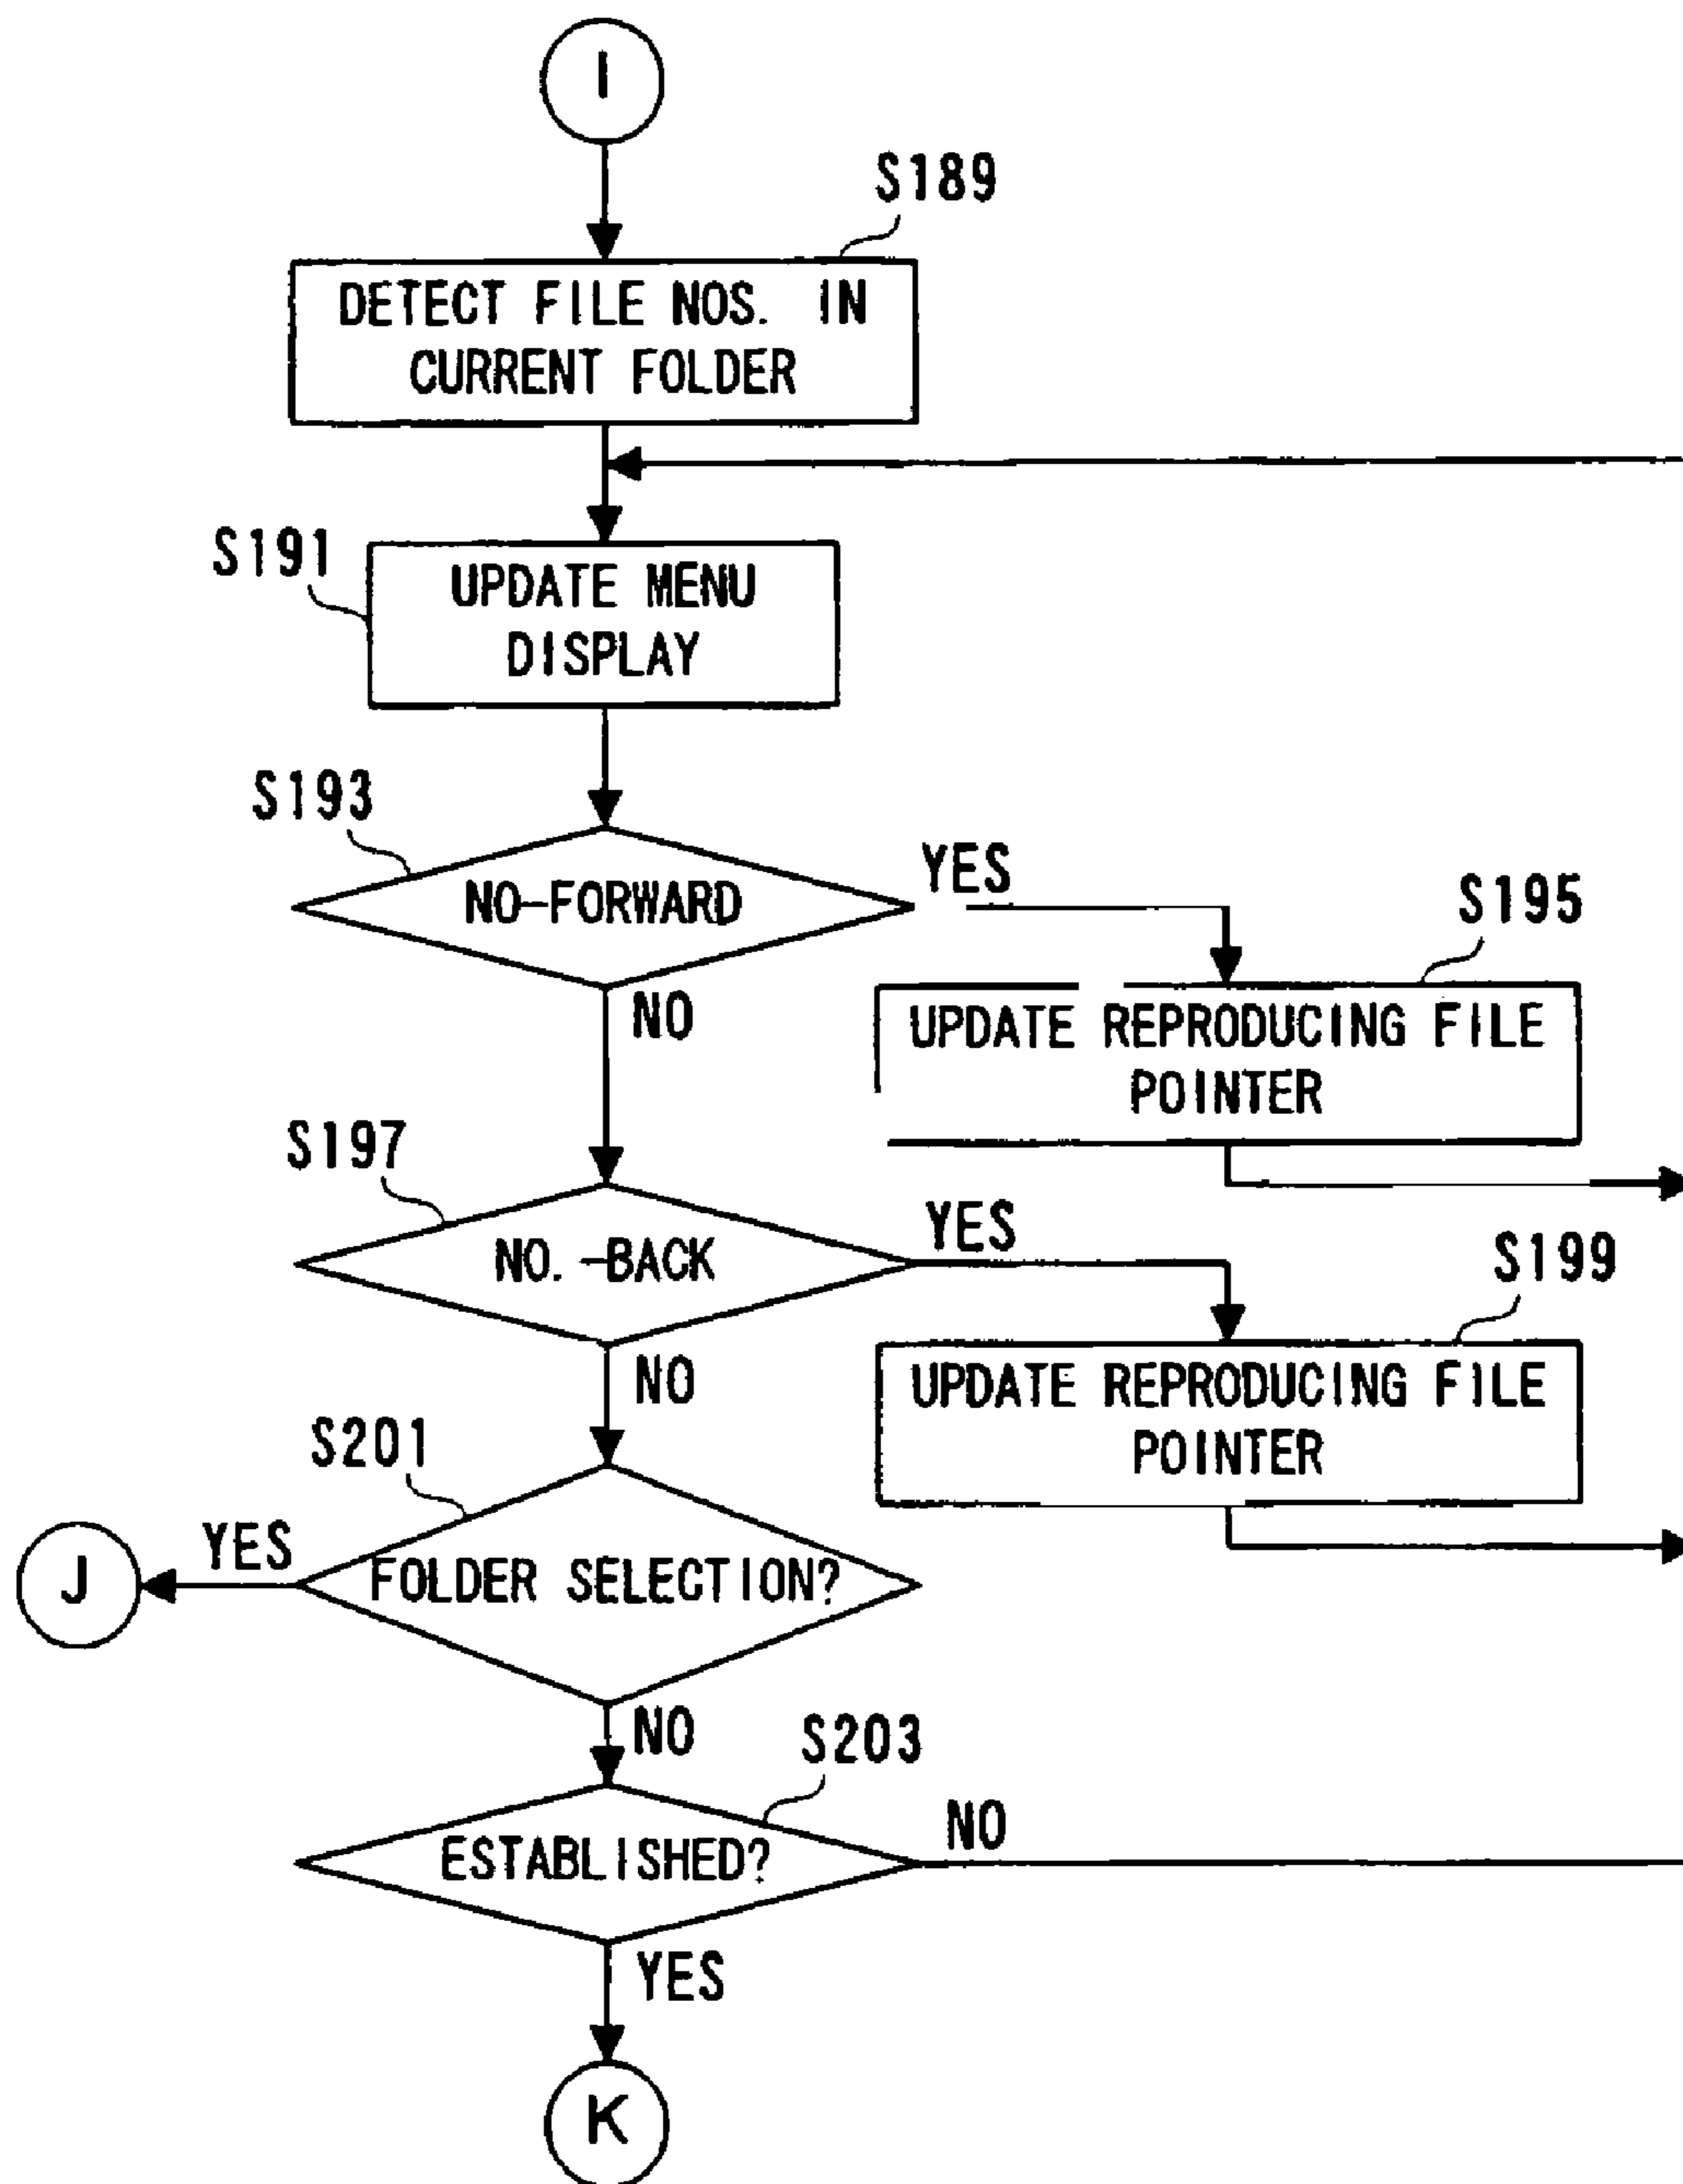 I
S189
DETECT FILE NOS. IN
CURRENT FOLDER
S191
UPDATE MENU
DISPLAY
S193
NO-FORWARD
YES
S195
NO
UPDATE REPRODUCING FILE
POINTER
S197
NO.-BACK
YES
S199
NO
UPDATE REPRODUCING FILE
POINTER
S201
J
YES
FOLDER SELECTION?
NO
S203
ESTABLISHED?
NO
YES
K